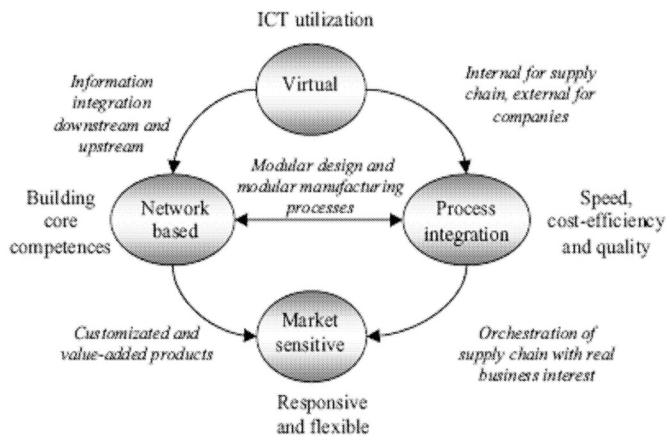 ICT utilization
Virtual
Information
integration
downstream and
upstream
Internal for supply
chain, external for
companies
Modular design and
modular manufacturing
processes
Building
core
competences
Network
based
Process
integration
Speed,
cost-efficiency
and quality
Customizated and
value-added products
Market
sensitive
Orchestration of
supply chain with real
business interest
Responsive
and flexible